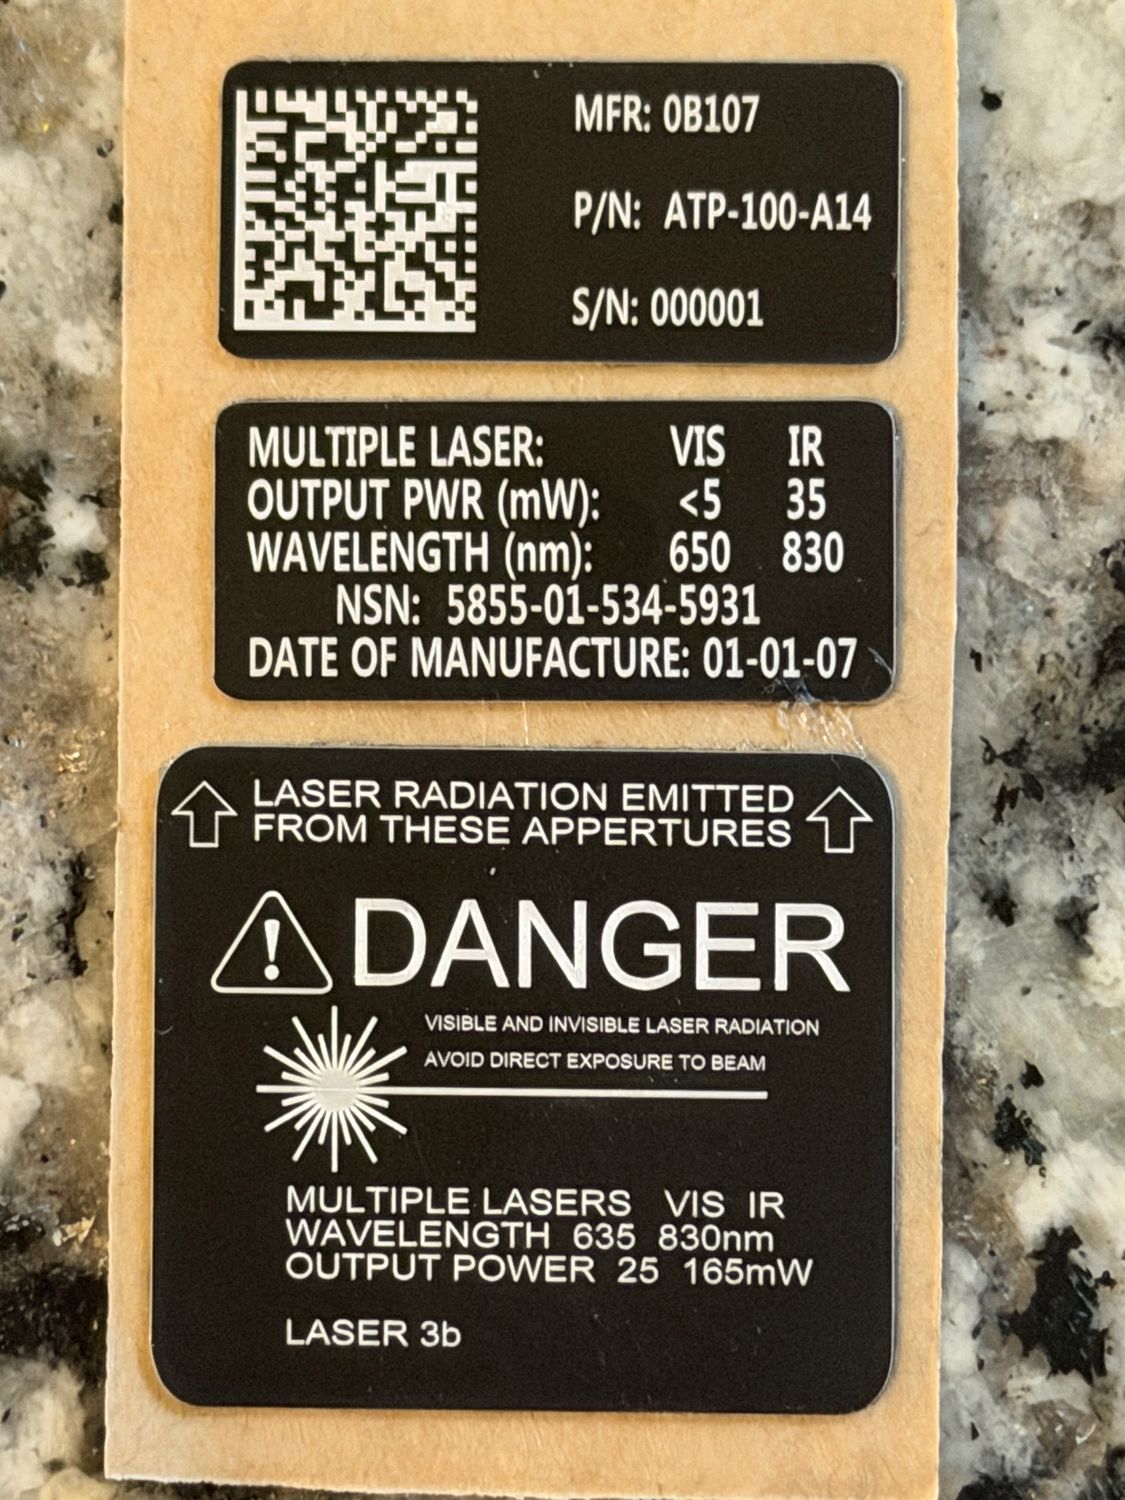 MFR: 0B107
P/N: ATP-100-A14
S/N: 000001
MULTIPLE LASER: VIS IR
OUTPUT PWR (mW): <5 35
WAVELENGTH (nm): 650 830
NSN: 5855-01-534-5931
DATE OF MANUFACTURE: 01-01-07
LASER RADIATION EMITTED
FROM THESE APPERTURES
DANGER
VISIBLE AND INVISIBLE LASER RADIATION
AVOID DIRECT EXPOSURE TO BEAM
MULTIPLE LASERS VIS IR
WAVELENGTH 635 830nm
OUTPUT POWER 25 165mW
LASER 3b